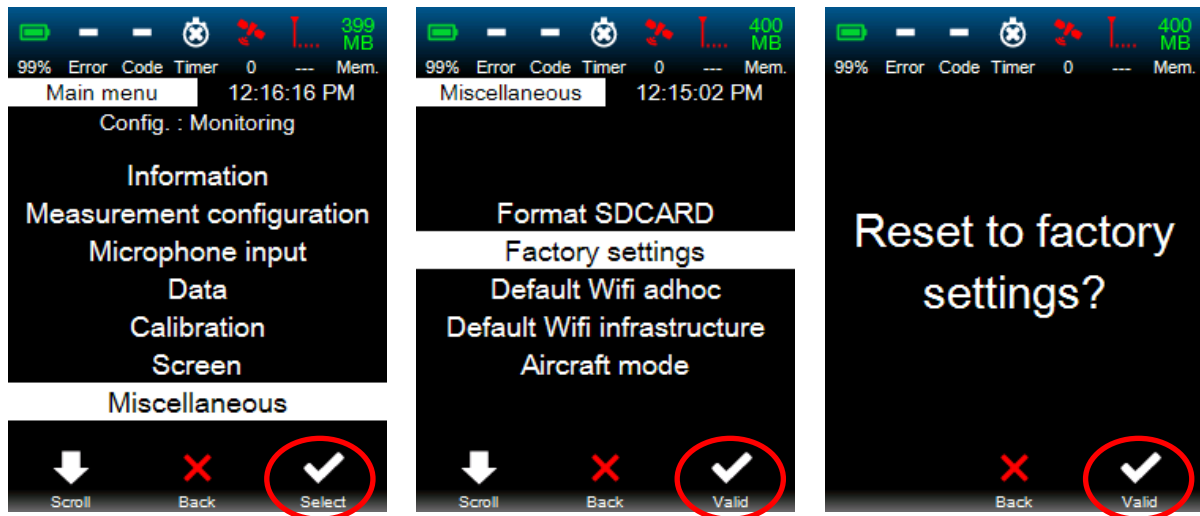 399
MB
99% Error Code Timer 0 --- Mem.
Main menu 12:16:16 PM
Config. : Monitoring
Information
Measurement configuration
Microphone input
Data
Calibration
Screen
Miscellaneous
Scroll Back Select
400
MB
99% Error Code Timer 0 --- Mem.
Miscellaneous 12:15:02 PM
Format SDCARD
Factory settings
Default Wifi adhoc
Default Wifi infrastructure
Aircraft mode
Scroll Back Valid
400
MB
99% Error Code Timer 0 --- Mem.
Reset to factory
settings?
Back Valid